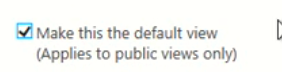 Make this the default view
(Applies to public views only)